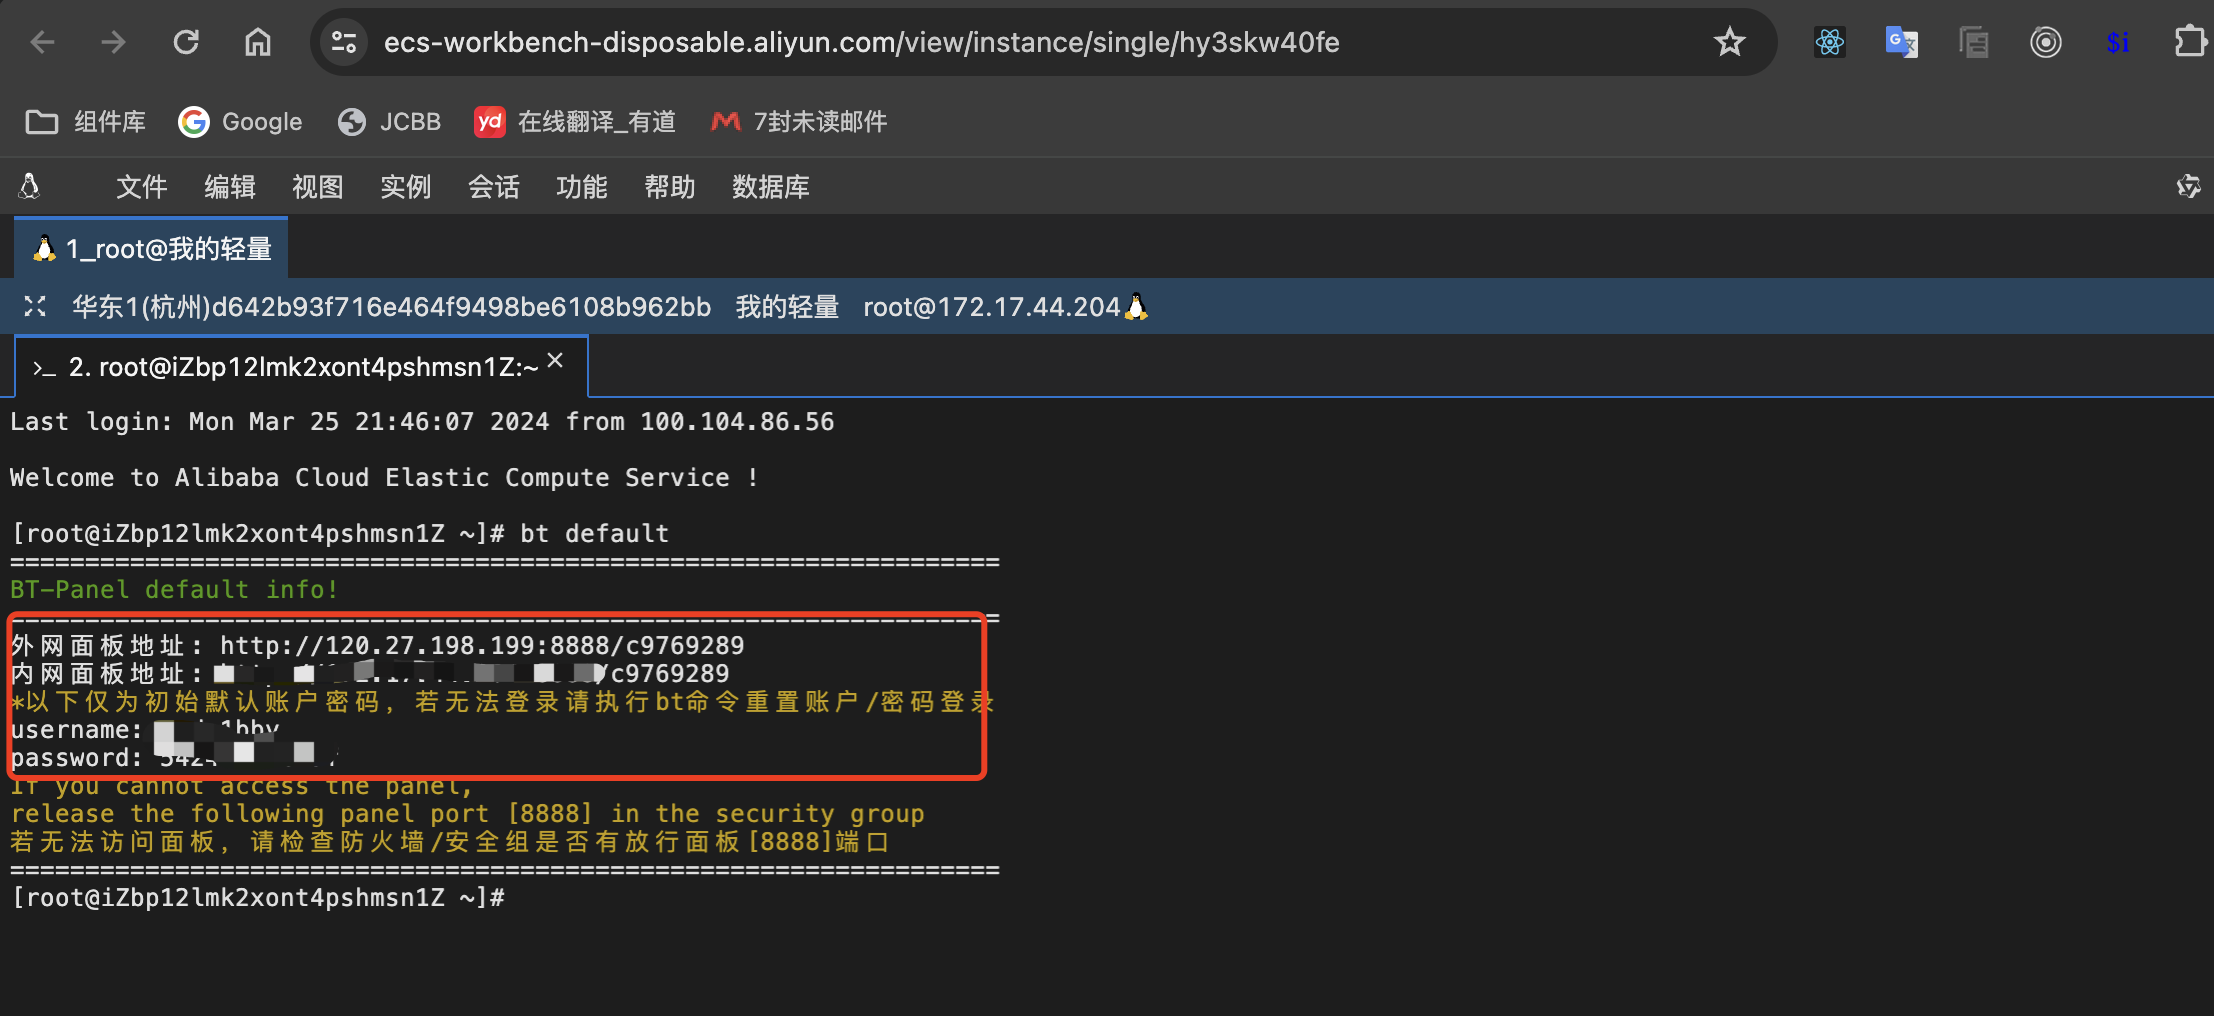 ecs-workbench-disposable.aliyun.com/view/instance/single/hy3skw40fe
$i
组件库 Google JCBB yd 在线翻译_有道 7封未读邮件
文件 编辑 视图 实例 会话 功能 帮助 数据库
1_root@我的轻量
华东1(杭州)d642b93f716e464f9498be6108b962bb 我的轻量 root@172.17.44.204
>_ 2. root@iZbp12lmk2xont4pshmsn1Z:~ ×
Last login: Mon Mar 25 21:46:07 2024 from 100.104.86.56
Welcome to Alibaba Cloud Elastic Compute Service !
[root@iZbp12lmk2xont4pshmsn1Z ~]# bt default
==================================================================
BT-Panel default info!
==================================================================
外网面板地址: http://120.27.198.199:8888/c9769289
内网面板地址: /c9769289
*以下仅为初始默认账户密码，若无法登录请执行bt命令重置账户/密码登录
username:
password:
If you cannot access the panel,
release the following panel port [8888] in the security group
若无法访问面板，请检查防火墙/安全组是否有放行面板[8888]端口
==================================================================
[root@iZbp12lmk2xont4pshmsn1Z ~]#